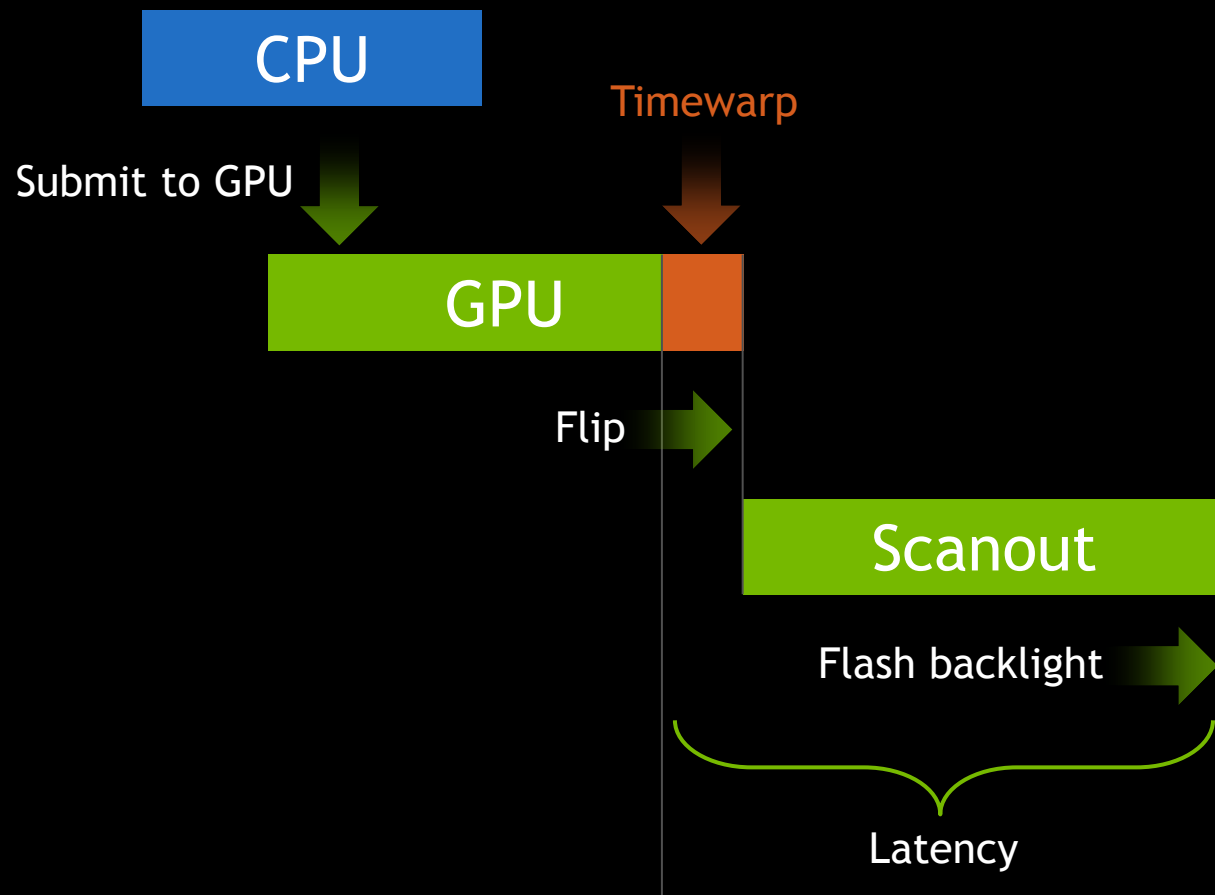 CPU
Timewarp
Submit to GPU
GPU
Flip
Scanout
Flash backlight
Latency